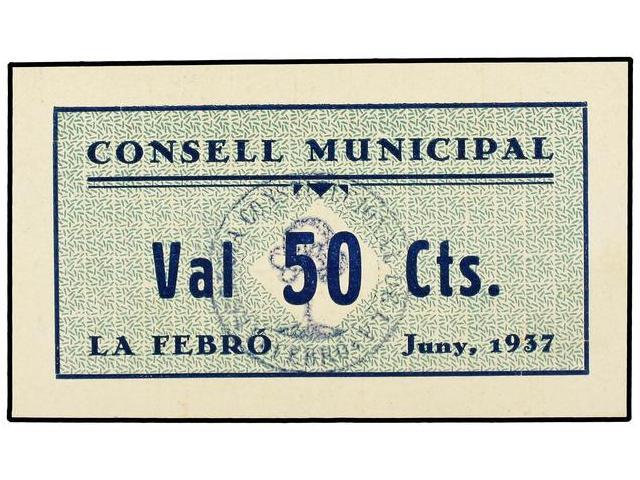 CONSELL MUNICIPAL
Val 50 Cts.
LA FEBRÓ Juny, 1937